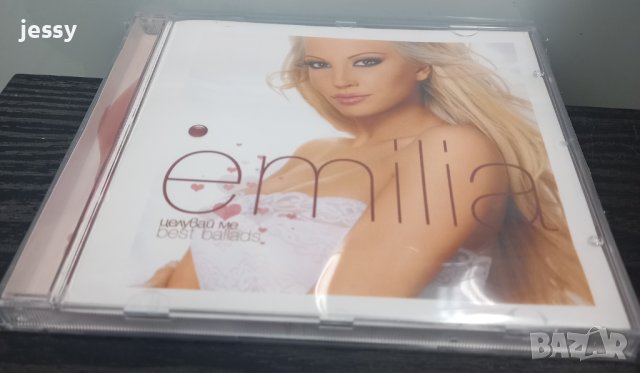 jessy
emilia
целувай ме
best ballads
BAZAR